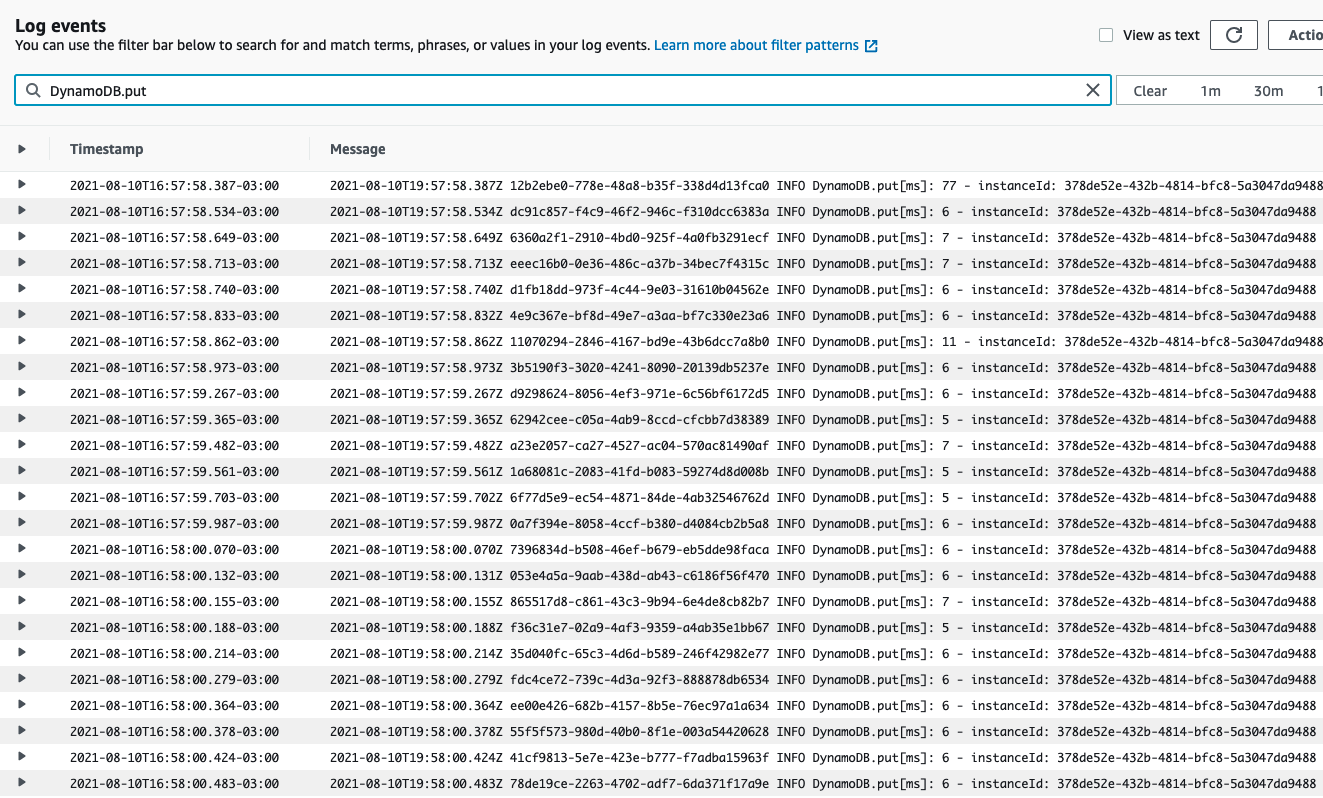 Log events
You can use the filter bar below to search for and match terms, phrases, or values in your log events. Learn more about filter patterns
View as text
Actio
DynamoDB.put
Clear 1m 30m 1
Timestamp Message
2021-08-10T16:57:58.387-03:00 2021-08-10T19:57:58.387Z 12b2ebe0-778e-48a8-b35f-338d4d13fca0 INFO DynamoDB.put[ms]: 77 - instanceId: 378de52e-432b-4814-bfc8-5a3047da9488
2021-08-10T16:57:58.534-03:00 2021-08-10T19:57:58.534Z dc91c857-f4c9-46f2-946c-f310dcc6383a INFO DynamoDB.put[ms]: 6 - instanceId: 378de52e-432b-4814-bfc8-5a3047da9488
2021-08-10T16:57:58.649-03:00 2021-08-10T19:57:58.649Z 6360a2f1-2910-4bd0-925f-4a0fb3291ecf INFO DynamoDB.put[ms]: 7 - instanceId: 378de52e-432b-4814-bfc8-5a3047da9488
2021-08-10T16:57:58.713-03:00 2021-08-10T19:57:58.713Z eeec16b0-0e36-486c-a37b-34bec7f4315c INFO DynamoDB.put[ms]: 7 - instanceId: 378de52e-432b-4814-bfc8-5a3047da9488
2021-08-10T16:57:58.740-03:00 2021-08-10T19:57:58.740Z d1fb18dd-973f-4c44-9e03-31610b04562e INFO DynamoDB.put[ms]: 6 - instanceId: 378de52e-432b-4814-bfc8-5a3047da9488
2021-08-10T16:57:58.833-03:00 2021-08-10T19:57:58.832Z 4e9c367e-bf8d-49e7-a3aa-bf7c330e23a6 INFO DynamoDB.put[ms]: 6 - instanceId: 378de52e-432b-4814-bfc8-5a3047da9488
2021-08-10T16:57:58.862-03:00 2021-08-10T19:57:58.862Z 11070294-2846-4167-bd9e-43b6dcc7a8b0 INFO DynamoDB.put[ms]: 11 - instanceId: 378de52e-432b-4814-bfc8-5a3047da9488
2021-08-10T16:57:58.973-03:00 2021-08-10T19:57:58.973Z 3b5190f3-3020-4241-8090-20139db5237e INFO DynamoDB.put[ms]: 6 - instanceId: 378de52e-432b-4814-bfc8-5a3047da9488
2021-08-10T16:57:59.267-03:00 2021-08-10T19:57:59.267Z d9298624-8056-4ef3-971e-6c56bf6172d5 INFO DynamoDB.put[ms]: 6 - instanceId: 378de52e-432b-4814-bfc8-5a3047da9488
2021-08-10T16:57:59.365-03:00 2021-08-10T19:57:59.365Z 62942cee-c05a-4ab9-8ccd-cfcbb7d38389 INFO DynamoDB.put[ms]: 5 - instanceId: 378de52e-432b-4814-bfc8-5a3047da9488
2021-08-10T16:57:59.482-03:00 2021-08-10T19:57:59.482Z a23e2057-ca27-4527-ac04-570ac81490af INFO DynamoDB.put[ms]: 7 - instanceId: 378de52e-432b-4814-bfc8-5a3047da9488
2021-08-10T16:57:59.561-03:00 2021-08-10T19:57:59.561Z 1a68081c-2083-41fd-b083-59274d8d008b INFO DynamoDB.put[ms]: 5 - instanceId: 378de52e-432b-4814-bfc8-5a3047da9488
2021-08-10T16:57:59.703-03:00 2021-08-10T19:57:59.702Z 6f77d5e9-ec54-4871-84de-4ab32546762d INFO DynamoDB.put[ms]: 5 - instanceId: 378de52e-432b-4814-bfc8-5a3047da9488
2021-08-10T16:57:59.987-03:00 2021-08-10T19:57:59.987Z 0a7f394e-8058-4ccf-b380-d4084cb2b5a8 INFO DynamoDB.put[ms]: 6 - instanceId: 378de52e-432b-4814-bfc8-5a3047da9488
2021-08-10T16:58:00.070-03:00 2021-08-10T19:58:00.070Z 7396834d-b508-46ef-b679-eb5dde98faca INFO DynamoDB.put[ms]: 6 - instanceId: 378de52e-432b-4814-bfc8-5a3047da9488
2021-08-10T16:58:00.132-03:00 2021-08-10T19:58:00.131Z 053e4a5a-9aab-438d-ab43-c6186f56f470 INFO DynamoDB.put[ms]: 6 - instanceId: 378de52e-432b-4814-bfc8-5a3047da9488
2021-08-10T16:58:00.155-03:00 2021-08-10T19:58:00.155Z 865517d8-c861-43c3-9b94-6e4de8cb82b7 INFO DynamoDB.put[ms]: 7 - instanceId: 378de52e-432b-4814-bfc8-5a3047da9488
2021-08-10T16:58:00.188-03:00 2021-08-10T19:58:00.188Z f36c31e7-02a9-4af3-9359-a4ab35e1bb67 INFO DynamoDB.put[ms]: 5 - instanceId: 378de52e-432b-4814-bfc8-5a3047da9488
2021-08-10T16:58:00.214-03:00 2021-08-10T19:58:00.214Z 35d040fc-65c3-4d6d-b589-246f42982e77 INFO DynamoDB.put[ms]: 6 - instanceId: 378de52e-432b-4814-bfc8-5a3047da9488
2021-08-10T16:58:00.279-03:00 2021-08-10T19:58:00.279Z fdc4ce72-739c-4d3a-92f3-888878db6534 INFO DynamoDB.put[ms]: 6 - instanceId: 378de52e-432b-4814-bfc8-5a3047da9488
2021-08-10T16:58:00.364-03:00 2021-08-10T19:58:00.364Z ee00e426-682b-4157-8b5e-76ec97a1a634 INFO DynamoDB.put[ms]: 6 - instanceId: 378de52e-432b-4814-bfc8-5a3047da9488
2021-08-10T16:58:00.378-03:00 2021-08-10T19:58:00.378Z 55f5f573-980d-40b0-8f1e-003a54420628 INFO DynamoDB.put[ms]: 6 - instanceId: 378de52e-432b-4814-bfc8-5a3047da9488
2021-08-10T16:58:00.424-03:00 2021-08-10T19:58:00.424Z 41cf9813-5e7e-423e-b777-f7adba15963f INFO DynamoDB.put[ms]: 6 - instanceId: 378de52e-432b-4814-bfc8-5a3047da9488
2021-08-10T16:58:00.483-03:00 2021-08-10T19:58:00.483Z 78de19ce-2263-4702-adf7-6da371f17a9e INFO DynamoDB.put[ms]: 6 - instanceId: 378de52e-432b-4814-bfc8-5a3047da9488